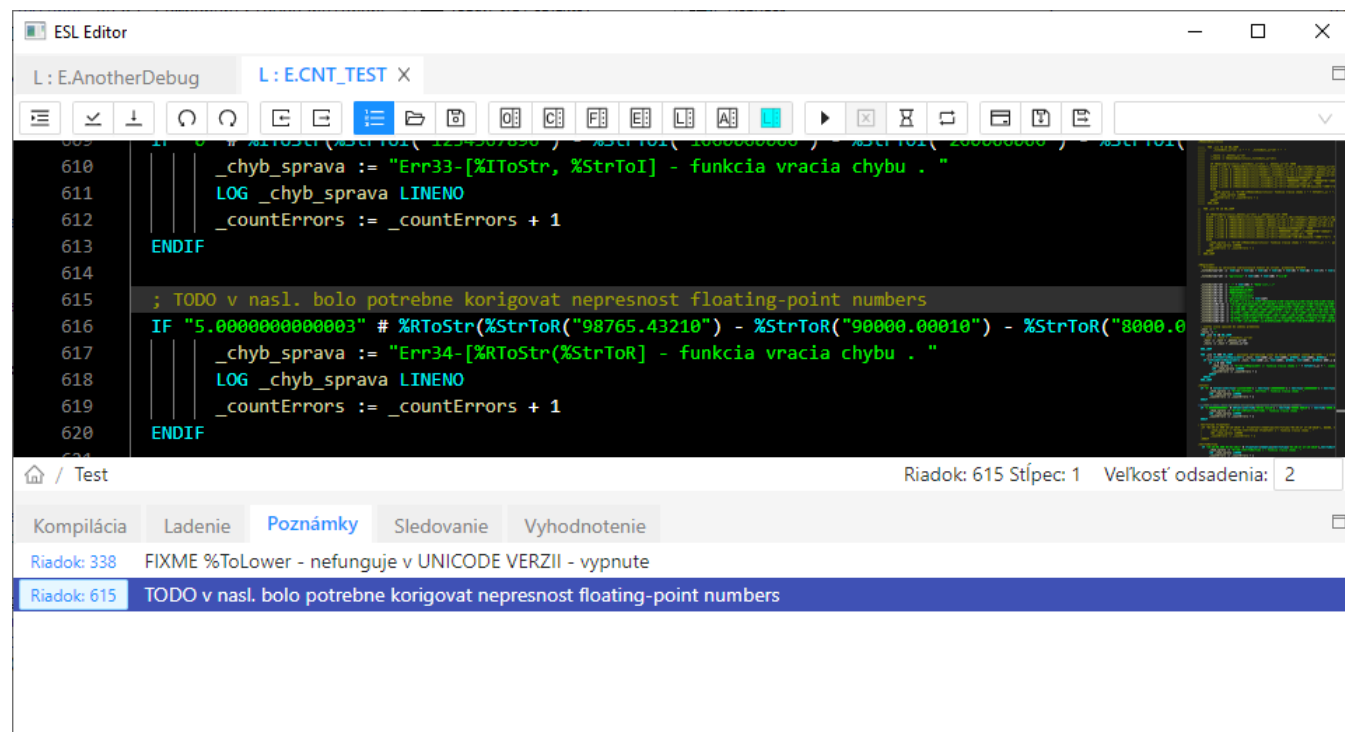 ESL Editor
L : E.AnotherDebug L : E.CNT_TEST
O C F E L A L
610 _chyb_sprava := "Err33-[%IToStr, %StrToI] - funkcia vracia chybu . "
611 LOG _chyb_sprava LINENO
612 _countErrors := _countErrors + 1
613 ENDIF
614
615 ; TODO v nasl. bolo potrebne korigovat nepresnost floating-point numbers
616 IF "5.0000000000003" # %RToStr(%StrToR("98765.43210") - %StrToR("90000.00010") - %StrToR("8000.0
617 _chyb_sprava := "Err34-[%RToStr(%StrToR] - funkcia vracia chybu . "
618 LOG _chyb_sprava LINENO
619 _countErrors := _countErrors + 1
620 ENDIF
/ Test Riadok: 615 Stĺpec: 1 Veľkosť odsadenia: 2
Kompilácia Ladenie Poznámky Sledovanie Vyhodnotenie
Riadok: 338 FIXME %ToLower - nefunguje v UNICODE VERZII - vypnute
Riadok: 615 TODO v nasl. bolo potrebne korigovat nepresnost floating-point numbers